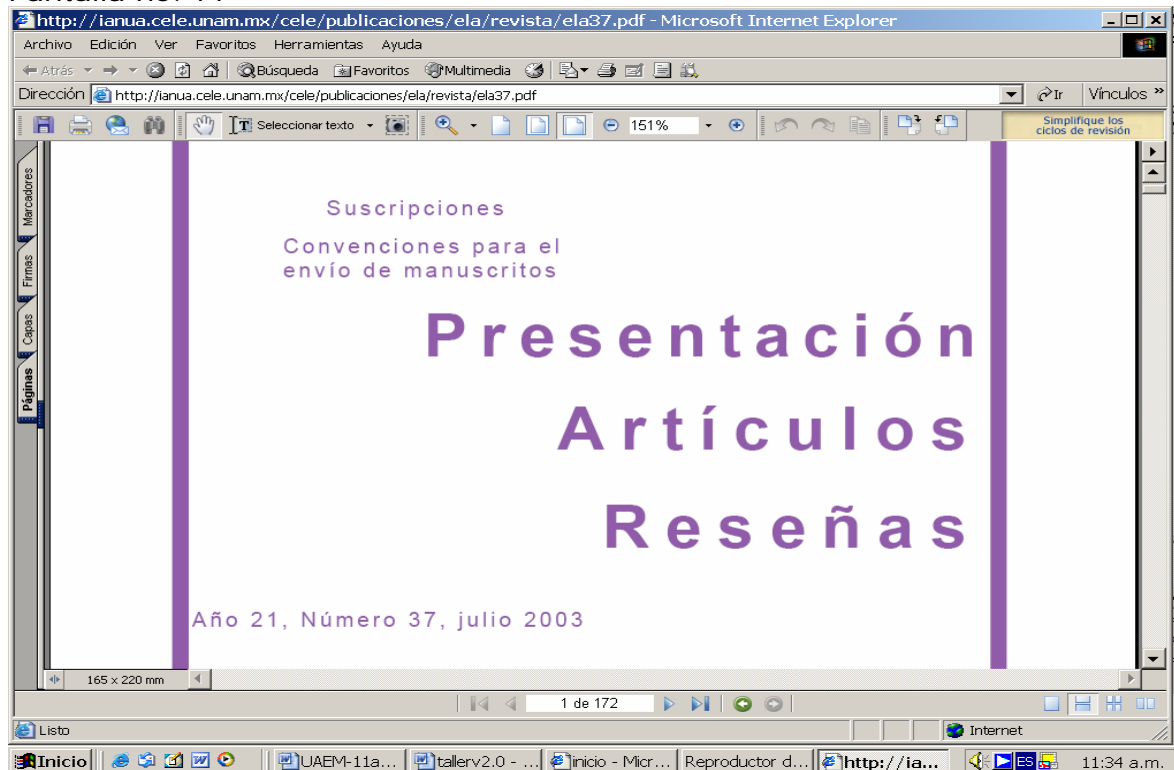 http://ianua.cele.unam.mx/cele/publicaciones/ela/revista/ela37.pdf - Microsoft Internet Explorer
Archivo Edición Ver Favoritos Herramientas Ayuda
Atrás Búsqueda Favoritos Multimedia
Dirección http://ianua.cele.unam.mx/cele/publicaciones/ela/revista/ela37.pdf Ir Vínculos »
Seleccionar texto 151% Simplifique los
ciclos de revisión
Marcadores
Firmas
Capas
Páginas
Suscripciones
Convenciones para el
envío de manuscritos
Presentación
Artículos
Reseñas
Año 21, Número 37, julio 2003
165 x 220 mm
1 de 172
Listo Internet
Inicio UAEM-11a... tallerv2.0 - ... inicio - Micr... Reproductor d... http://ia... ES 11:34 a.m.